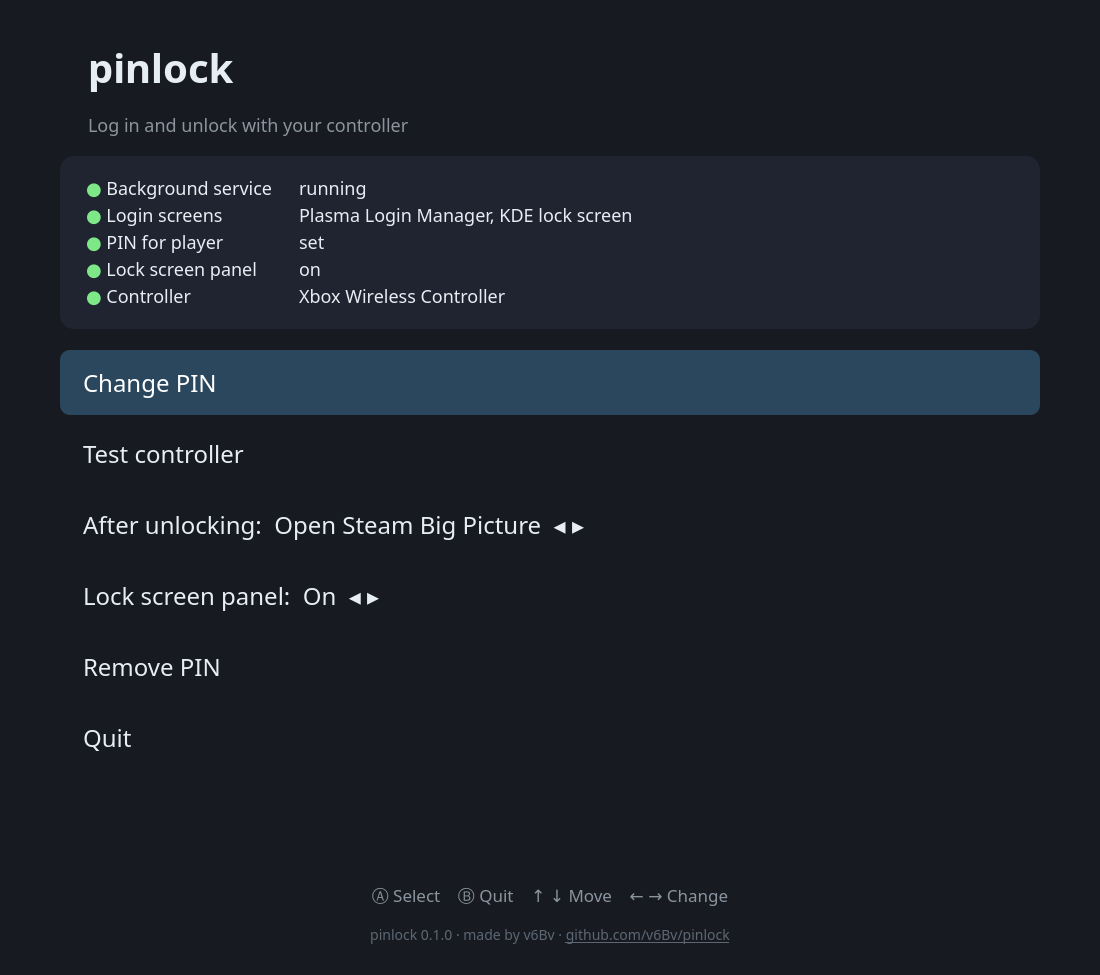 pinlock
Log in and unlock with your controller
● Background service running
● Login screens Plasma Login Manager, KDE lock screen
● PIN for player set
● Lock screen panel on
● Controller Xbox Wireless Controller
Change PIN
Test controller
After unlocking: Open Steam Big Picture ◂ ▸
Lock screen panel: On ◂ ▸
Remove PIN
Quit
Ⓐ Select Ⓑ Quit ↑ ↓ Move ← → Change
pinlock 0.1.0 · made by v6Bv · github.com/v6Bv/pinlock